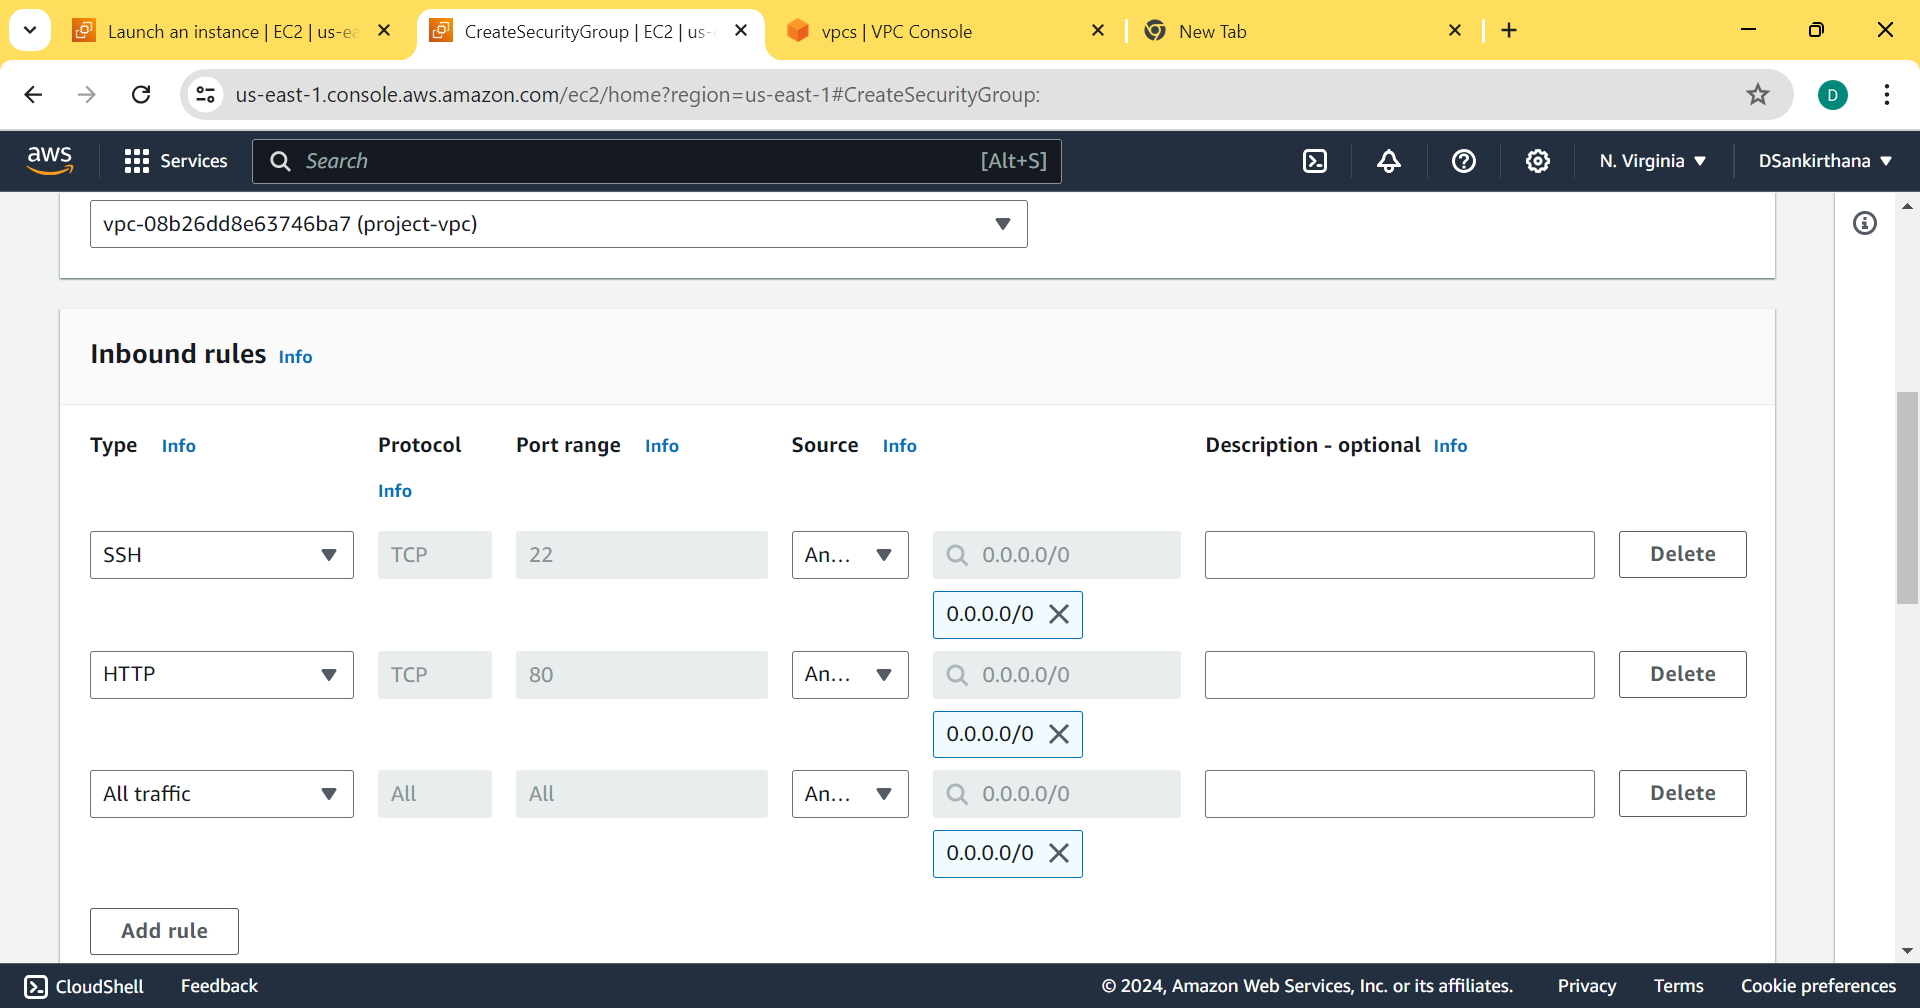 Launch an instance | EC2 | us-ea
CreateSecurityGroup | EC2 | us-
vpcs | VPC Console
New Tab
us-east-1.console.aws.amazon.com/ec2/home?region=us-east-1#CreateSecurityGroup:
D
aws
Services
Search
[Alt+S]
N. Virginia
DSankirthana
vpc-08b26dd8e63746ba7 (project-vpc)
Inbound rules Info
Type Info
Protocol
Info
Port range Info
Source Info
Description - optional Info
SSH TCP 22 An... 0.0.0.0/0 Delete
0.0.0.0/0
HTTP TCP 80 An... 0.0.0.0/0 Delete
0.0.0.0/0
All traffic All All An... 0.0.0.0/0 Delete
0.0.0.0/0
Add rule
CloudShell Feedback © 2024, Amazon Web Services, Inc. or its affiliates. Privacy Terms Cookie preferences